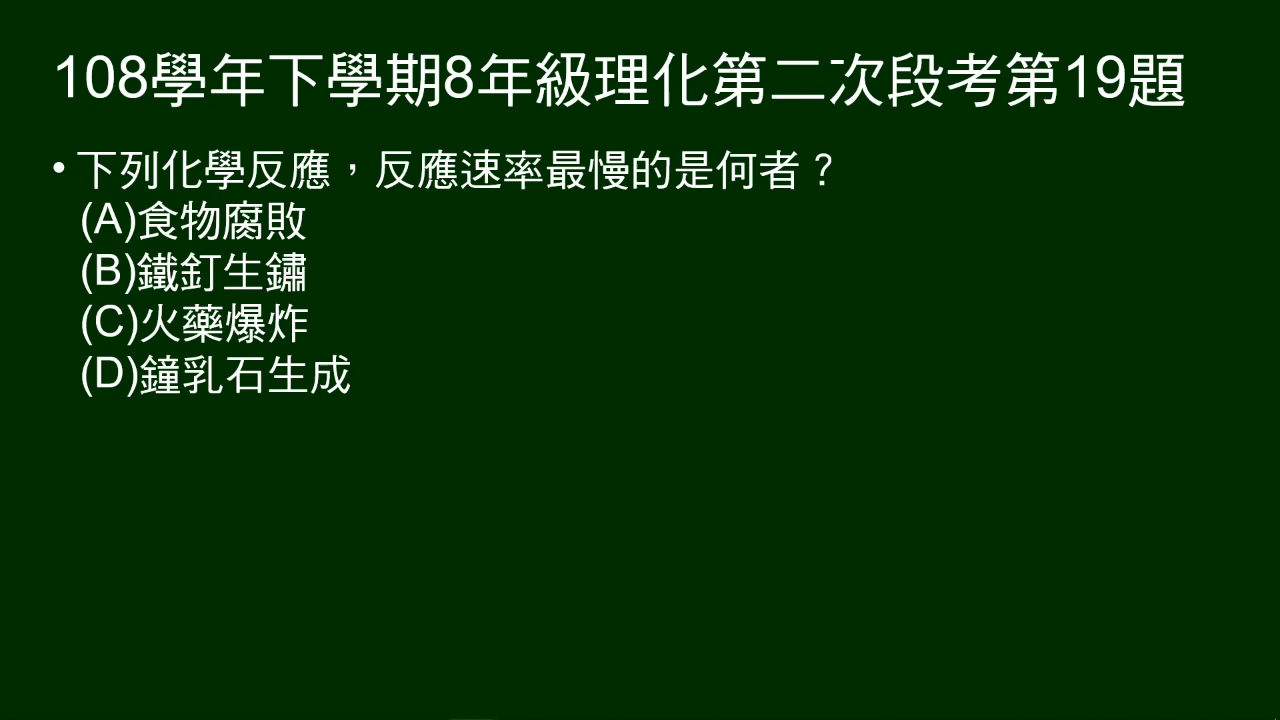 108學年下學期8年級理化第二次段考第19題
• 下列化學反應，反應速率最慢的是何者？
(A)食物腐敗
(B)鐵釘生鏽
(C)火藥爆炸
(D)鐘乳石生成